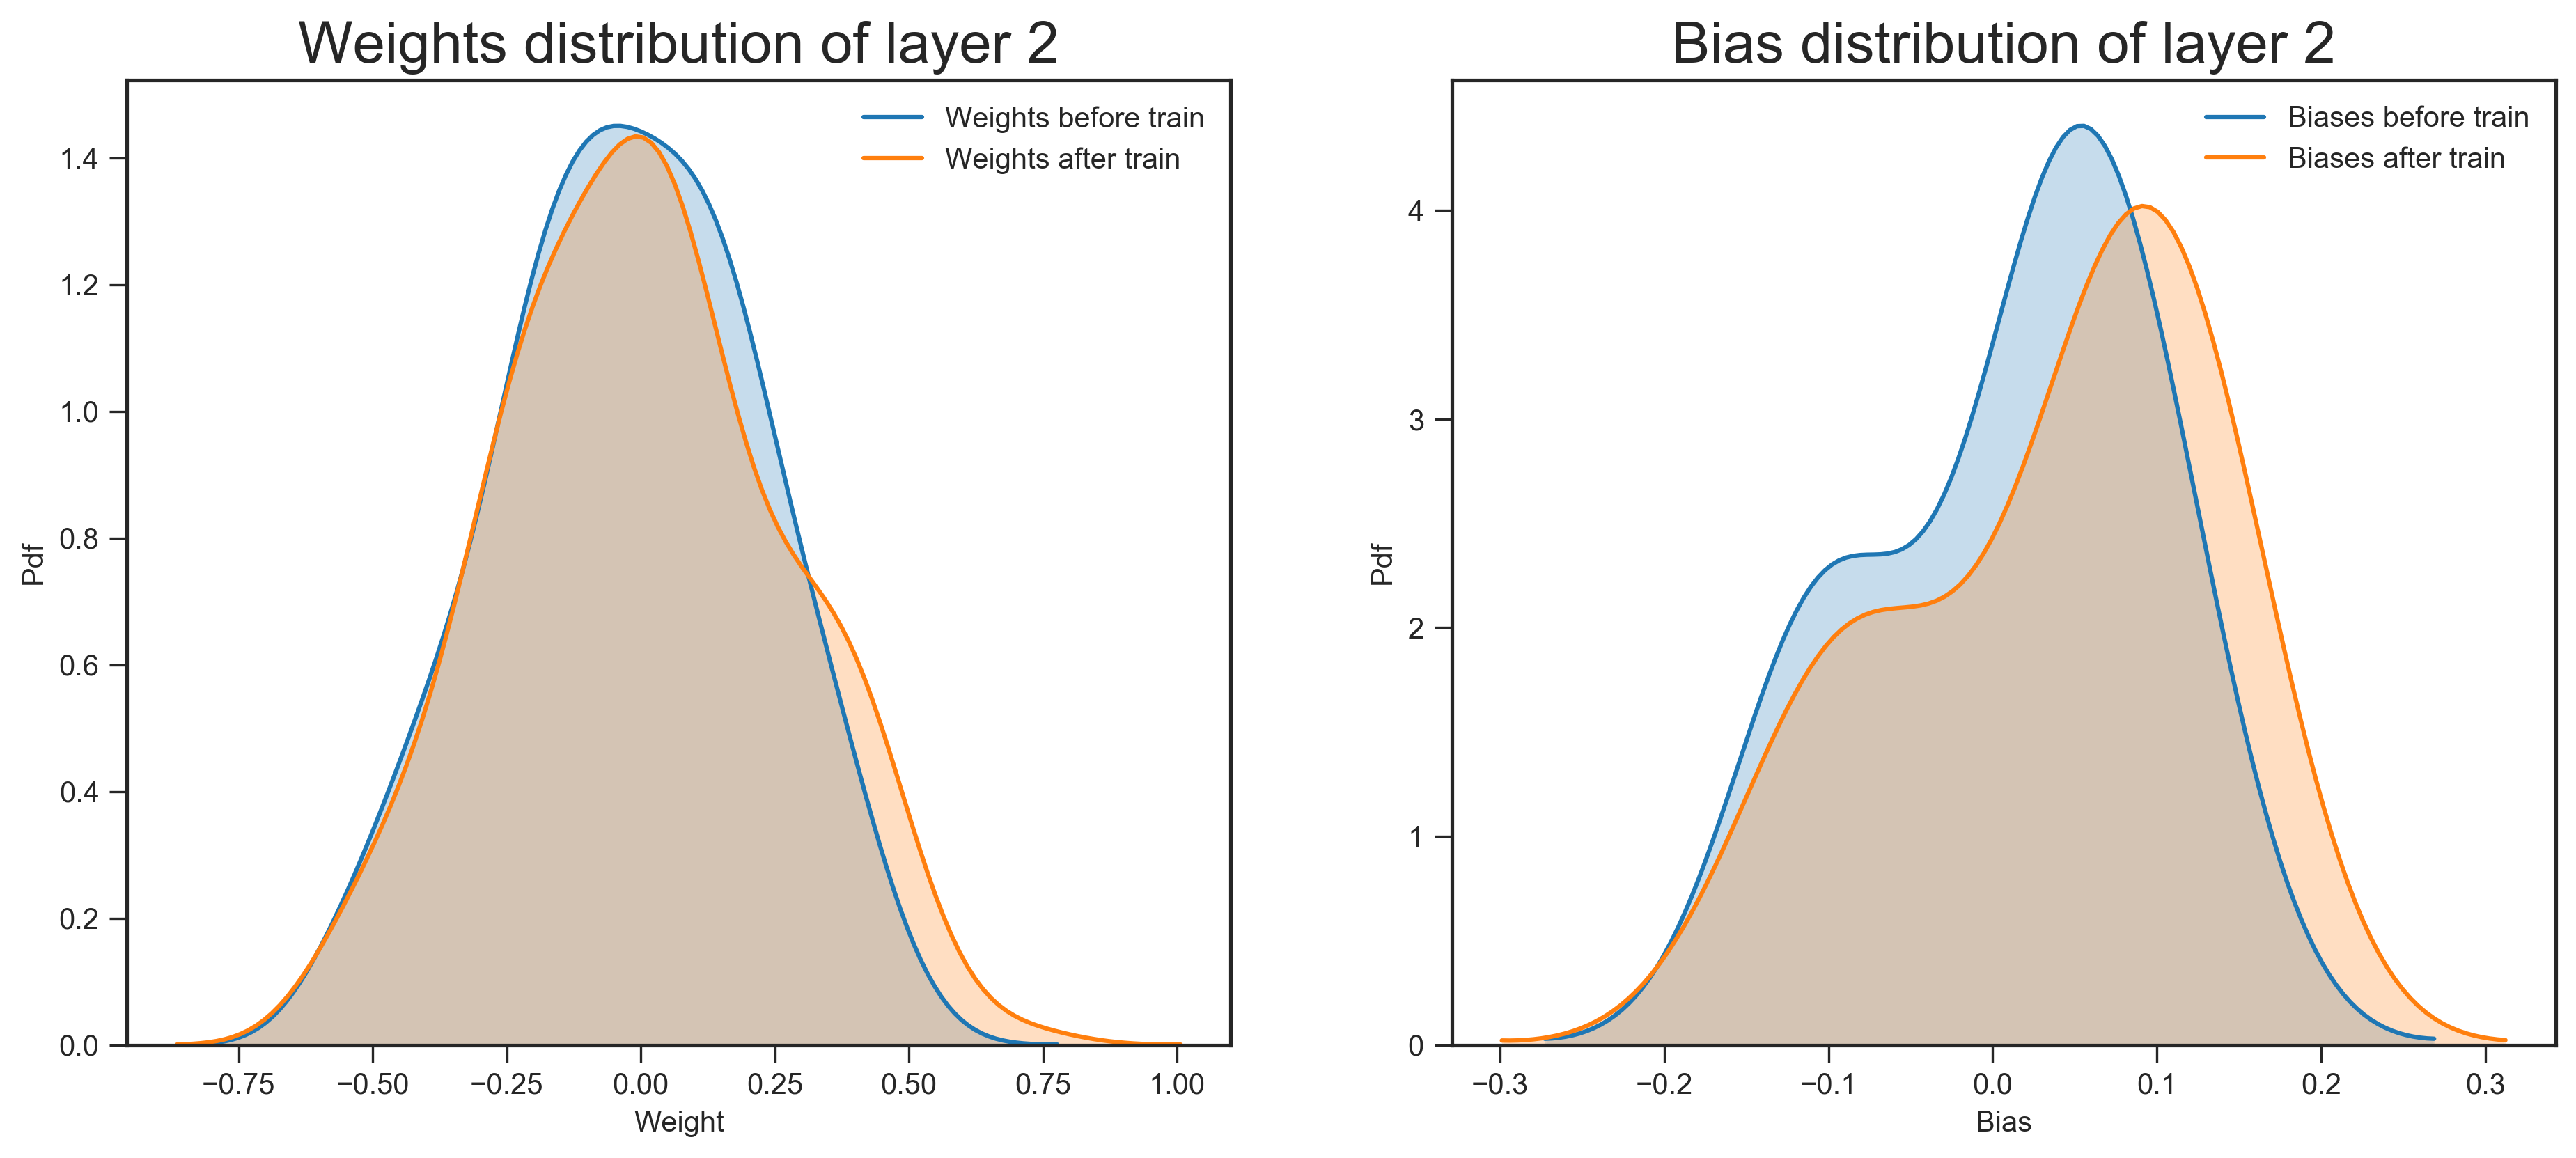 Weights distribution of layer 2
Weights before train
Weights after train
1.4
1.2
1.0
0.8
0.6
0.4
0.2
0.0
Pdf
−0.75 −0.50 −0.25 0.00 0.25 0.50 0.75 1.00
Weight
Bias distribution of layer 2
Biases before train
Biases after train
4
3
2
1
0
Pdf
−0.3 −0.2 −0.1 0.0 0.1 0.2 0.3
Bias